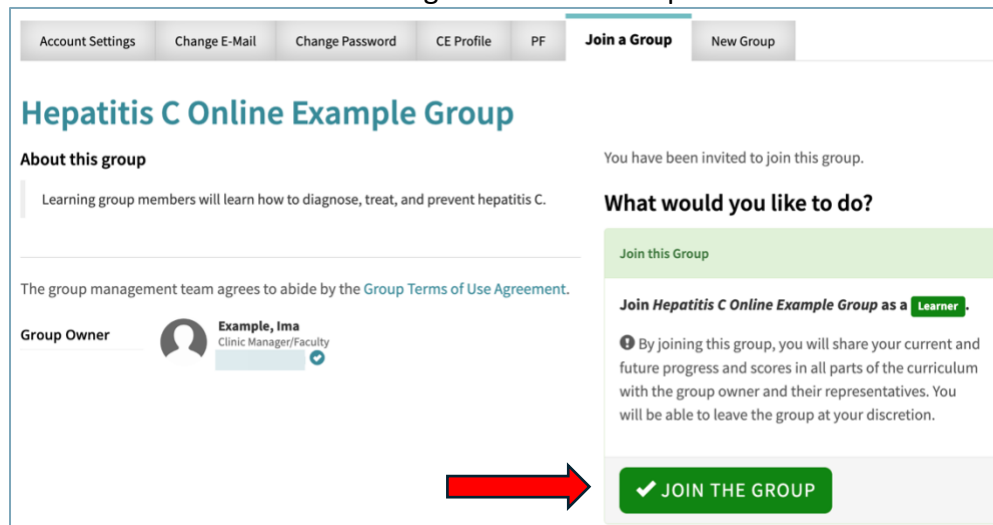 Account Settings
Change E-Mail
Change Password
CE Profile
PF
Join a Group
New Group
Hepatitis C Online Example Group
About this group
Learning group members will learn how to diagnose, treat, and prevent hepatitis C.
The group management team agrees to abide by the Group Terms of Use Agreement.
Group Owner
Example, Ima
Clinic Manager/Faculty
You have been invited to join this group.
What would you like to do?
Join this Group
Join Hepatitis C Online Example Group as a Learner.
By joining this group, you will share your current and
future progress and scores in all parts of the curriculum
with the group owner and their representatives. You
will be able to leave the group at your discretion.
JOIN THE GROUP